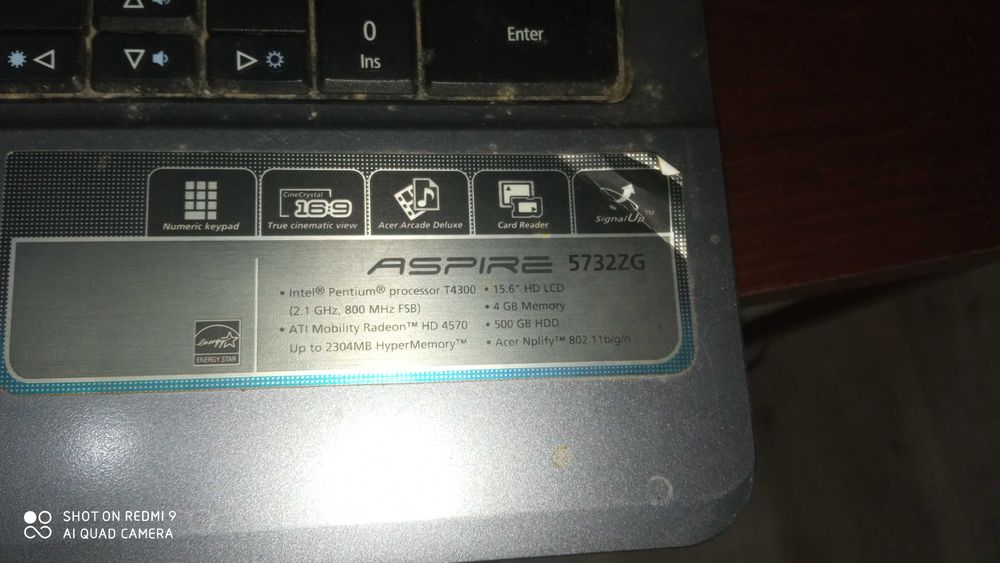 0
Ins
Enter
Numeric keypad
CineCrystal
16:9
True cinematic view
Acer Arcade Deluxe
Card Reader
SignalUp™
ASPIRE 5732ZG
• Intel® Pentium® processor T4300
(2.1 GHz, 800 MHz FSB)
• ATI Mobility Radeon™ HD 4570
Up to 2304MB HyperMemory™
• 15.6" HD LCD
• 4 GB Memory
• 500 GB HDD
• Acer Nplify™ 802.11b/g/n
energy
ENERGY STAR
SHOT ON REDMI 9
AI QUAD CAMERA